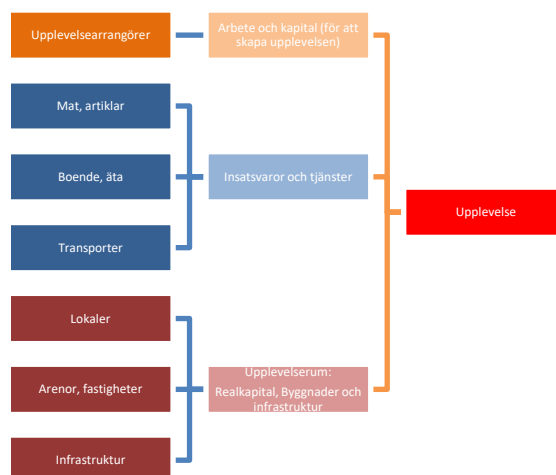 Upplevelsearrangörer
Arbete och kapital (för att
skapa upplevelsen)
Mat, artiklar
Boende, äta
Insatsvaror och tjänster
Transporter
Upplevelse
Lokaler
Arenor, fastigheter
Upplevelserum:
Realkapital, Byggnader och
infrastruktur
Infrastruktur